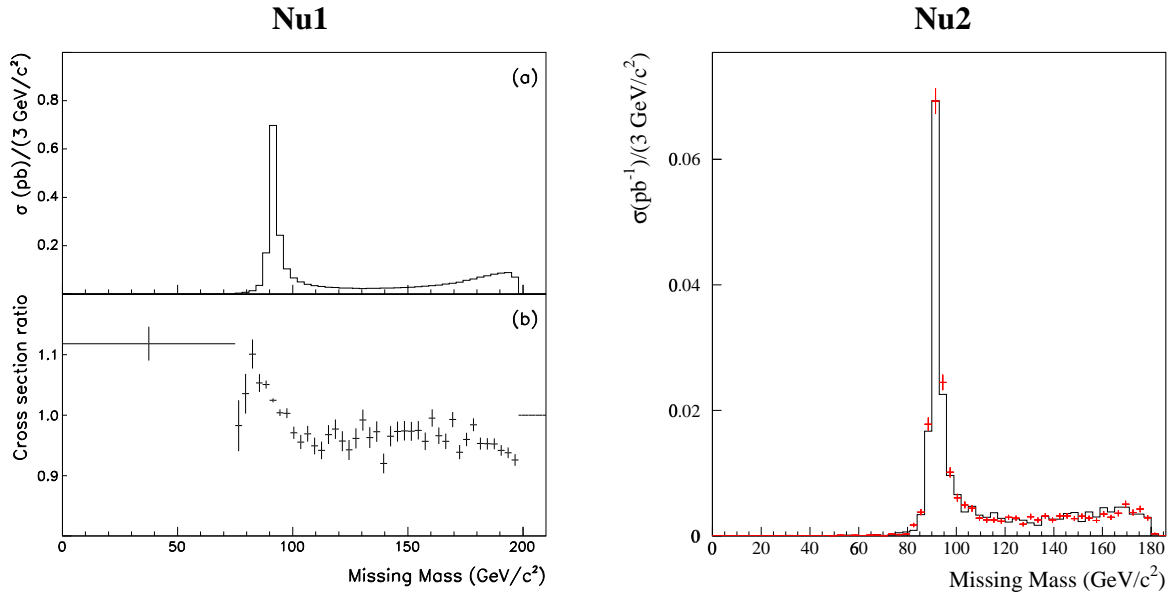 Nu1
(a)
σ (pb)/(3 GeV/c²)
0.8
0.6
0.4
0.2
(b)
Cross section ratio
1.1
1.0
0.9
0 50 100 150 200
Missing Mass (GeV/c²)
Nu2
σ(pb⁻¹)/(3 GeV/c²)
0.06
0.04
0.02
0
0 20 40 60 80 100 120 140 160 180
Missing Mass (GeV/c²)